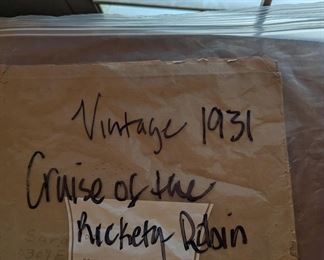 Vintage 1931
Cruise of the
Rickety Robin